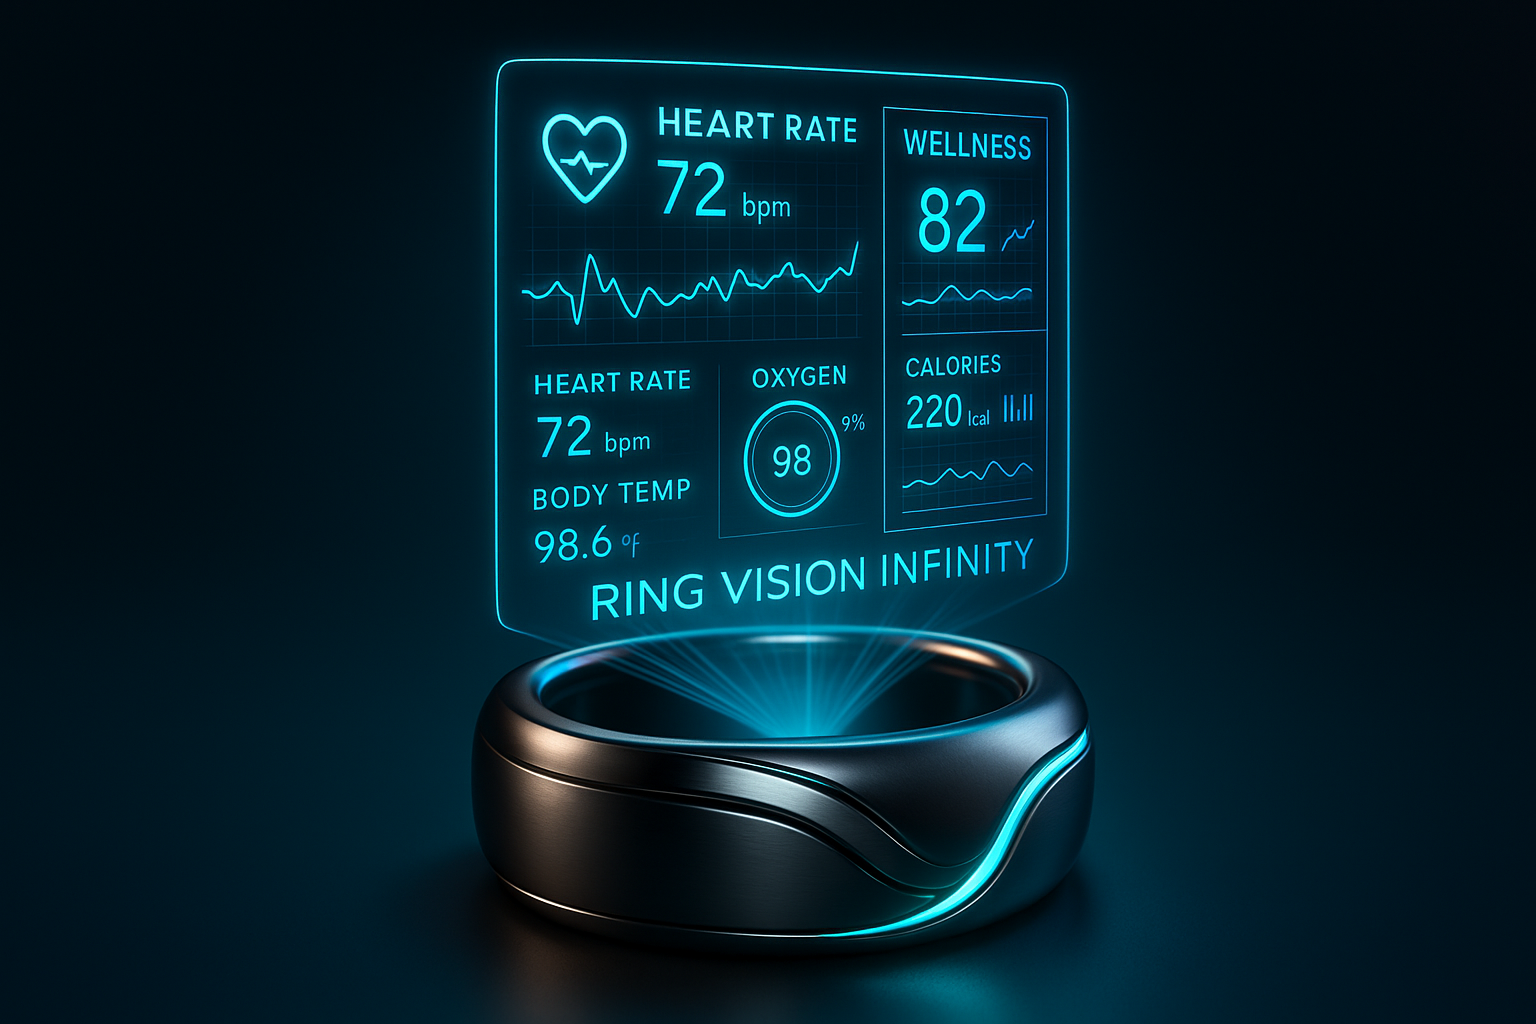 HEART RATE
72 bpm
WELLNESS
82
HEART RATE
72 bpm
BODY TEMP
98.6 °f
OXYGEN
98
9%
CALORIES
220 lcal
RING VISION INFINITY